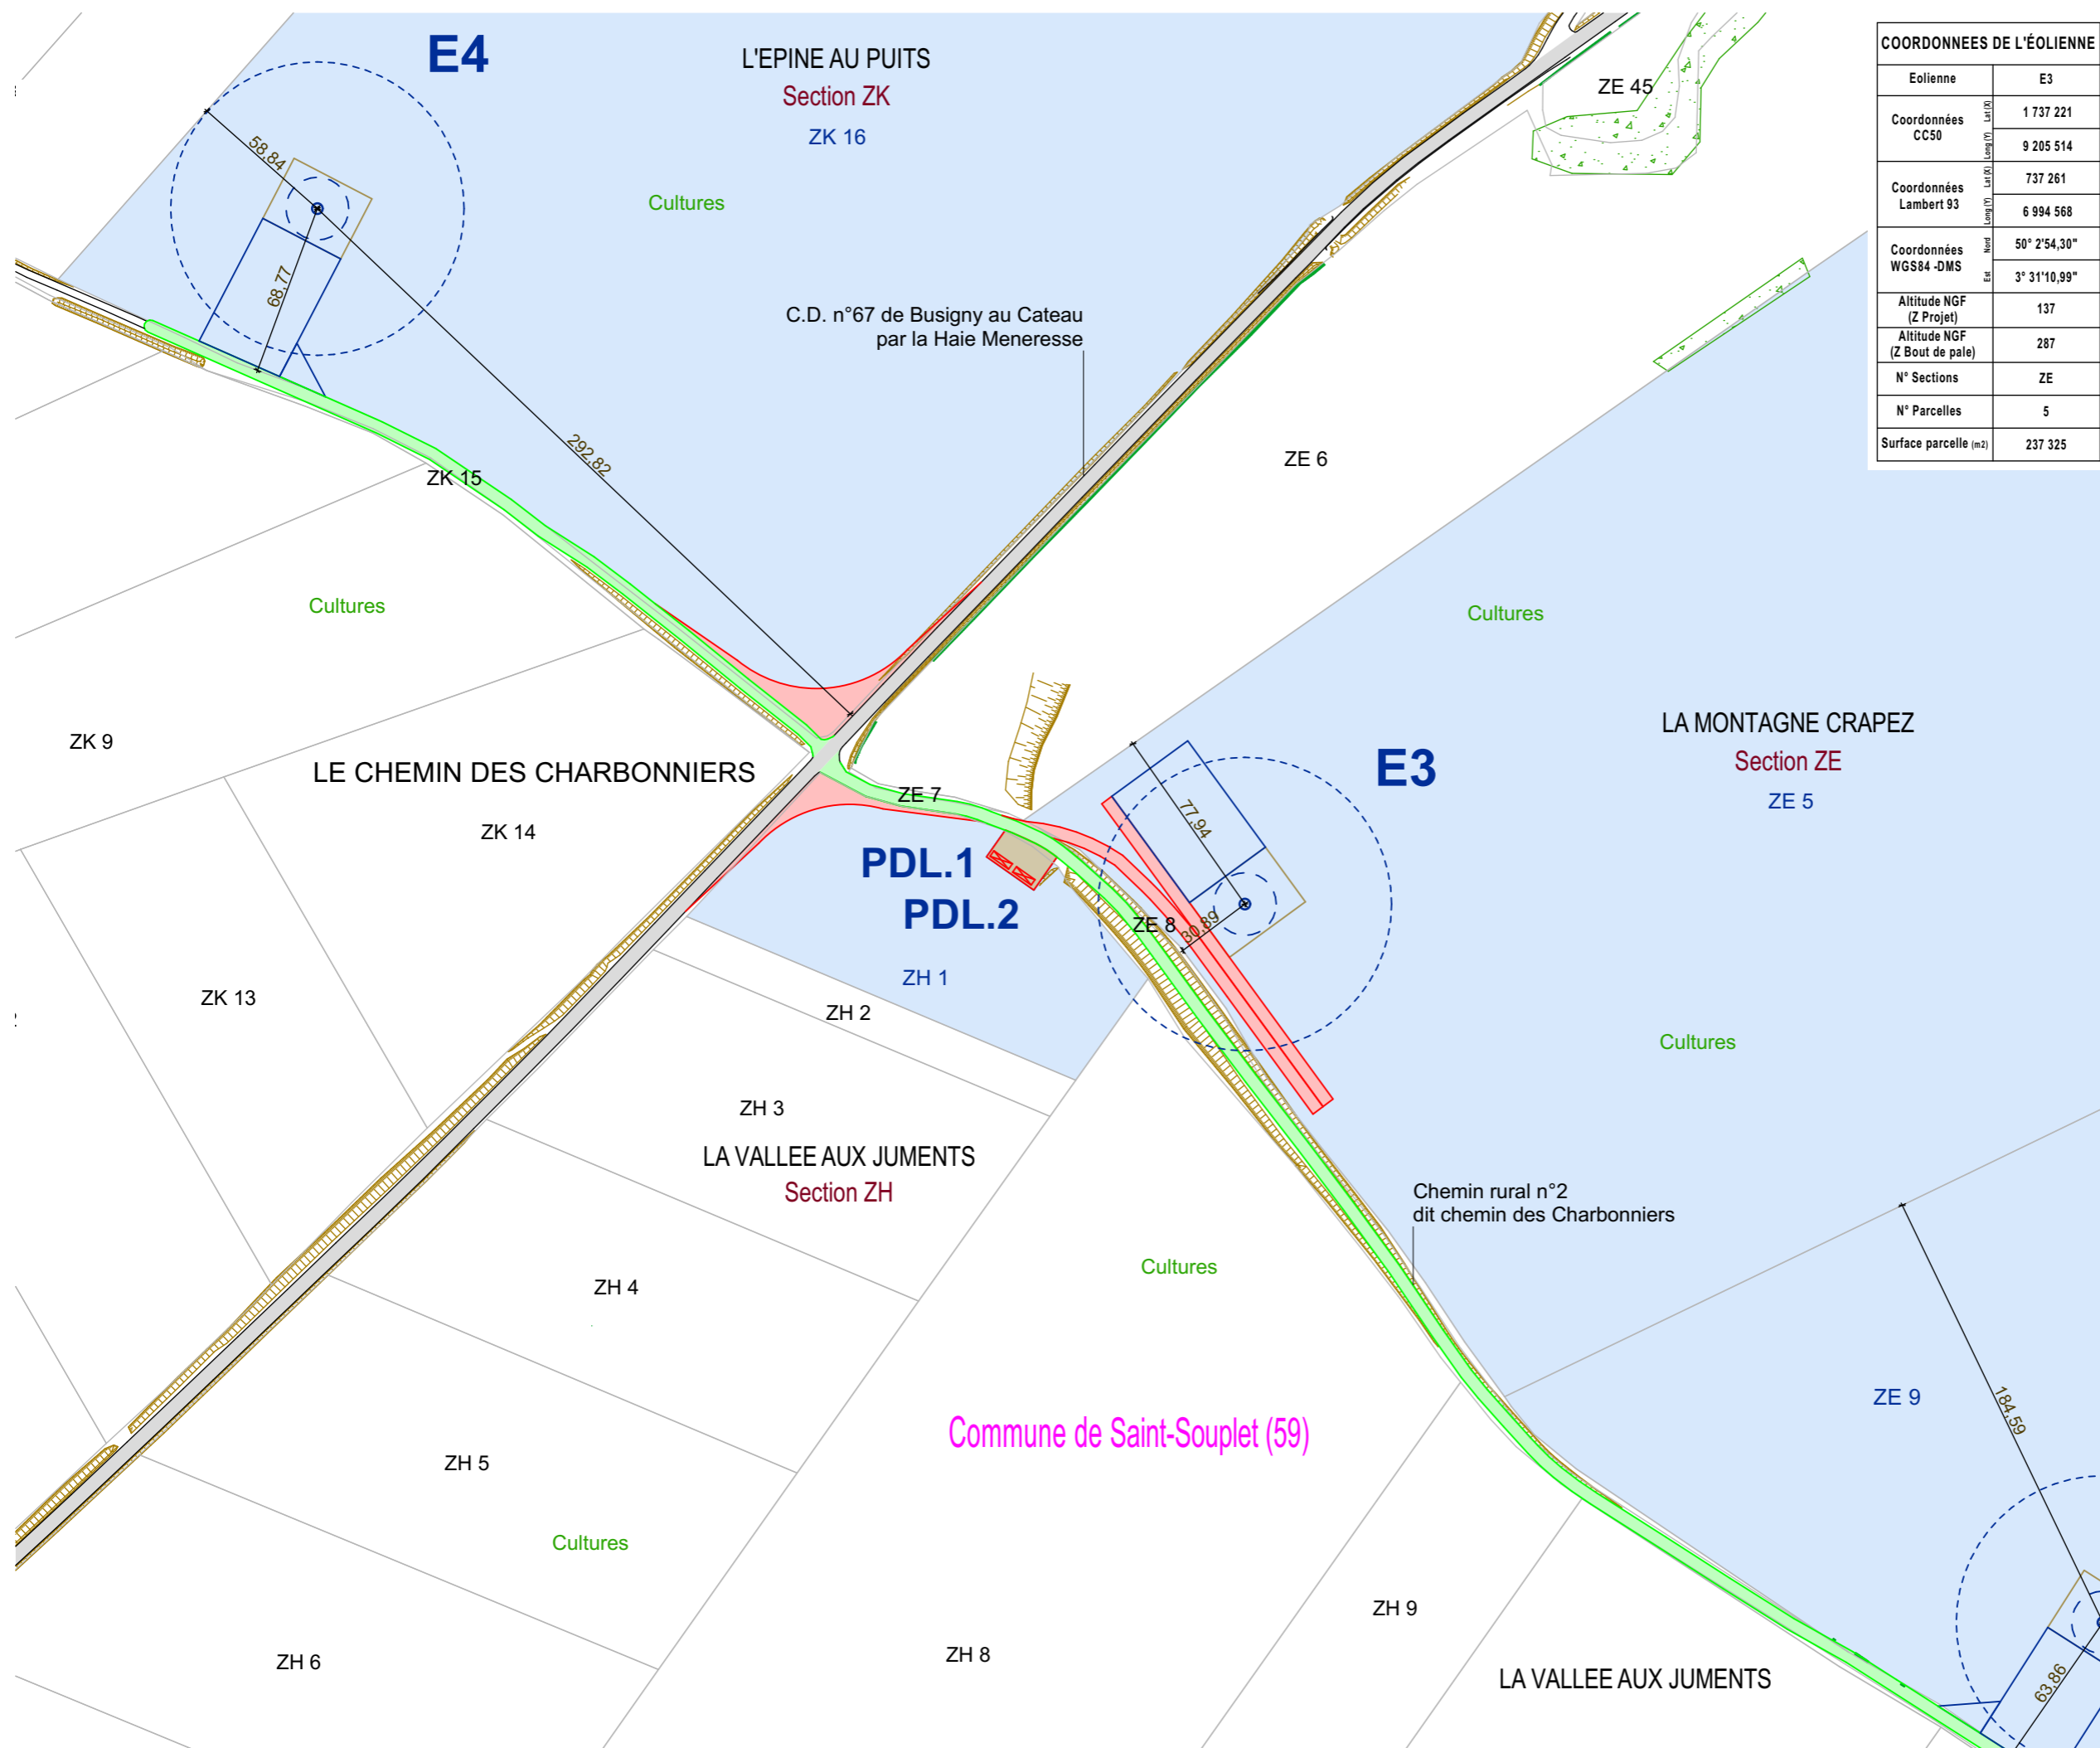 E4
L'EPINE AU PUITS
Section ZK
ZK 16
Cultures
58,84
68,77
292,82
C.D. n°67 de Busigny au Cateau
par la Haie Meneresse
ZE 45
ZE 6
COORDONNEES DE L'ÉOLIENNE
Eolienne E3
Coordonnées CC50 Lat (X) 1 737 221
Long (Y) 9 205 514
Coordonnées Lambert 93 Lat (X) 737 261
Long (Y) 6 994 568
Coordonnées WGS84 -DMS Nord 50° 2'54,30"
Est 3° 31'10,99"
Altitude NGF (Z Projet) 137
Altitude NGF (Z Bout de pale) 287
N° Sections ZE
N° Parcelles 5
Surface parcelle (m2) 237 325
ZK 15
Cultures
Cultures
ZK 9
LE CHEMIN DES CHARBONNIERS
ZK 14
ZE 7
E3
LA MONTAGNE CRAPEZ
Section ZE
ZE 5
77,94
PDL.1
PDL.2
ZE 8
30,89
ZK 13
ZH 1
ZH 2
Cultures
ZH 3
LA VALLEE AUX JUMENTS
Section ZH
Chemin rural n°2
dit chemin des Charbonniers
Cultures
ZH 4
ZE 9
184,59
Commune de Saint-Souplet (59)
ZH 5
Cultures
ZH 9
ZH 8
ZH 6
LA VALLEE AUX JUMENTS
63,86